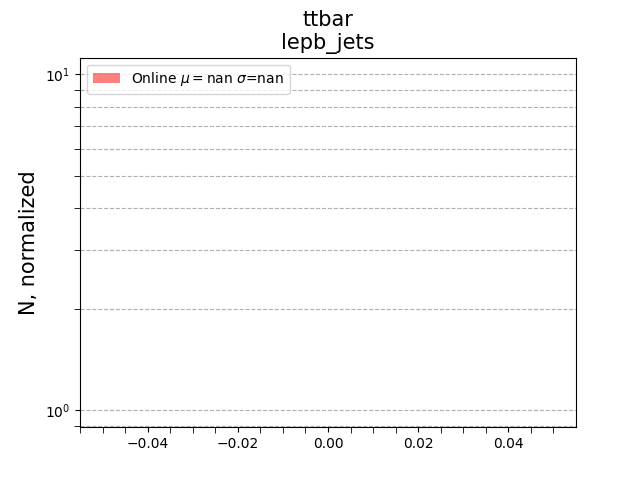 ttbar
lepb_jets
Online μ = nan σ=nan
N, normalized
10¹
10⁰
−0.04
−0.02
0.00
0.02
0.04